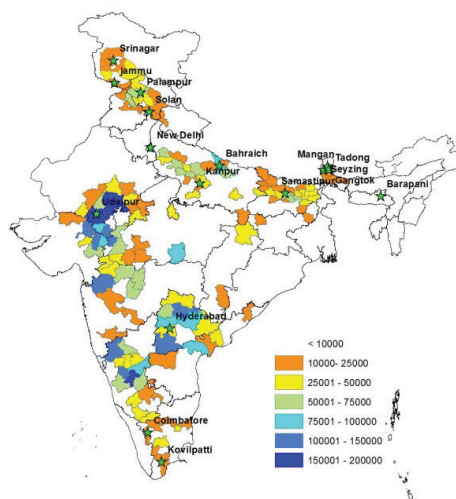 Srinagar
jammu
Palampur
Solan
New Delhi
Bahraich
Kanpur
Mangan
Tadong
Seyzing
Samastipur
Gangtok
Barapani
Udaipur
Hyderabad
Coimbatore
Kovilpatti
< 10000
10000- 25000
25001 - 50000
50001 - 75000
75001 - 100000
100001 - 150000
150001 - 200000